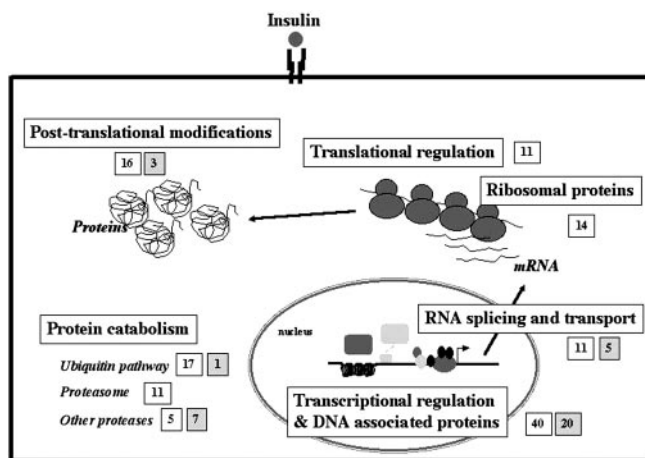 Insulin
Post-translational modifications
16 3
Translational regulation 11
Ribosomal proteins
14
Proteins
mRNA
nucleus
RNA splicing and transport
11 5
Protein catabolism
Ubiquitin pathway 17 1
Proteasome 11
Other proteases 5 7
Transcriptional regulation
& DNA associated proteins
40 20